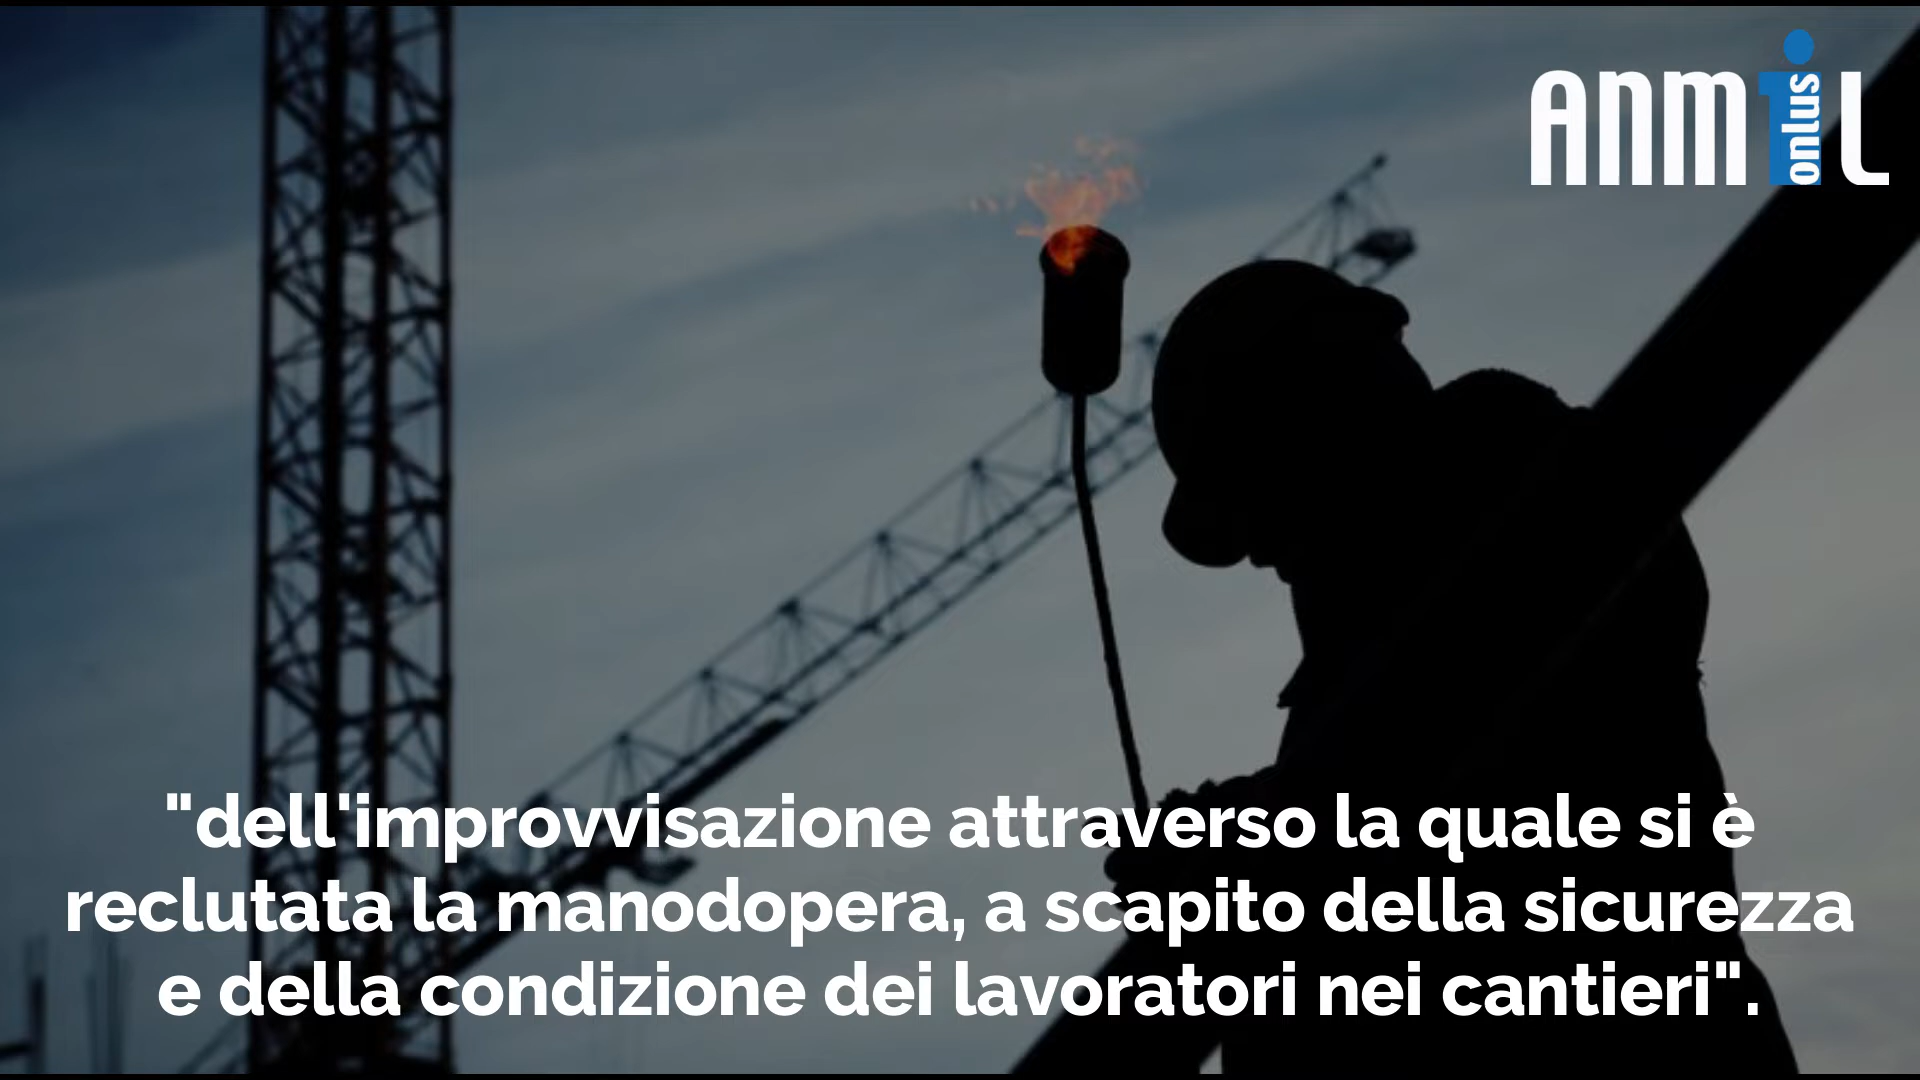 ANMiL
onlus
"dell'improvvisazione attraverso la quale si è
reclutata la manodopera, a scapito della sicurezza
e della condizione dei lavoratori nei cantieri".